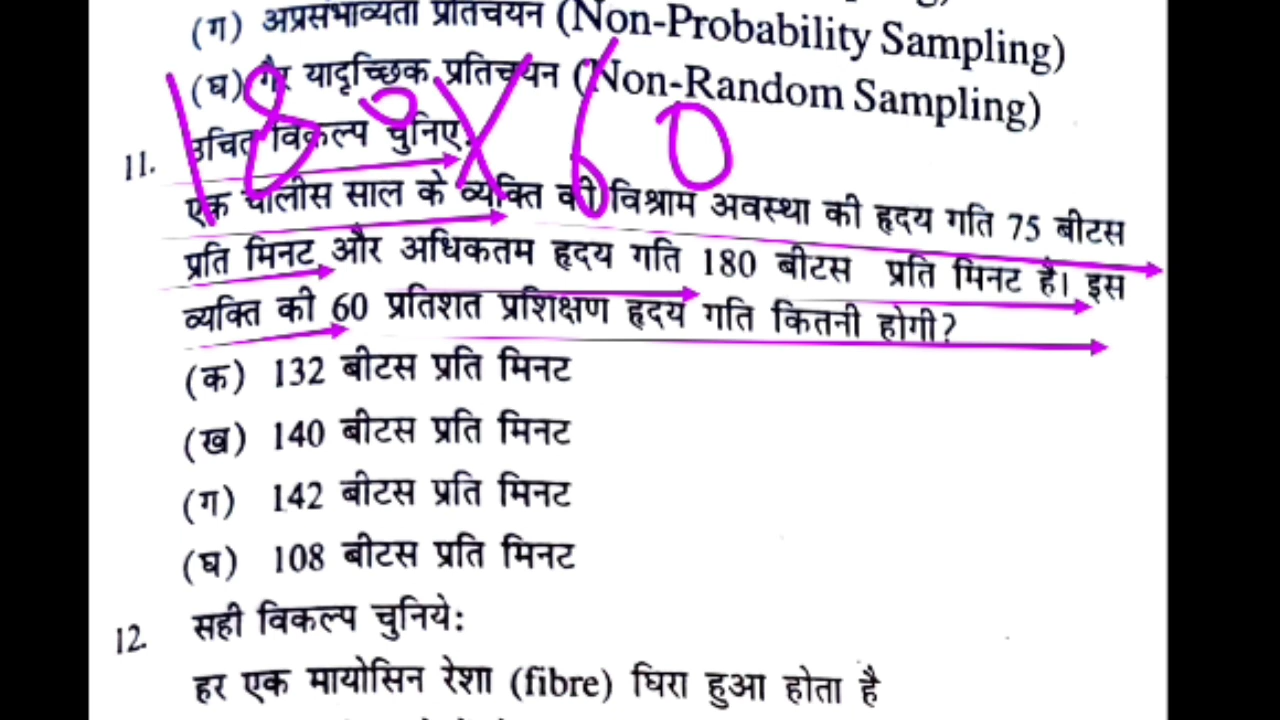 (ग) अप्रसंभाव्यता प्रतिचयन (Non-Probability Sampling)
(घ) गैर यादृच्छिक प्रतिचयन (Non-Random Sampling)
180 X 60
11. उचित विकल्प चुनिए:
एक चालीस साल के व्यक्ति की विश्राम अवस्था की हृदय गति 75 बीटस
प्रति मिनट और अधिकतम हृदय गति 180 बीटस प्रति मिनट है। इस
व्यक्ति की 60 प्रतिशत प्रशिक्षण हृदय गति कितनी होगी?
(क) 132 बीटस प्रति मिनट
(ख) 140 बीटस प्रति मिनट
(ग) 142 बीटस प्रति मिनट
(घ) 108 बीटस प्रति मिनट
12. सही विकल्प चुनिये:
हर एक मायोसिन रेशा (fibre) घिरा हुआ होता है